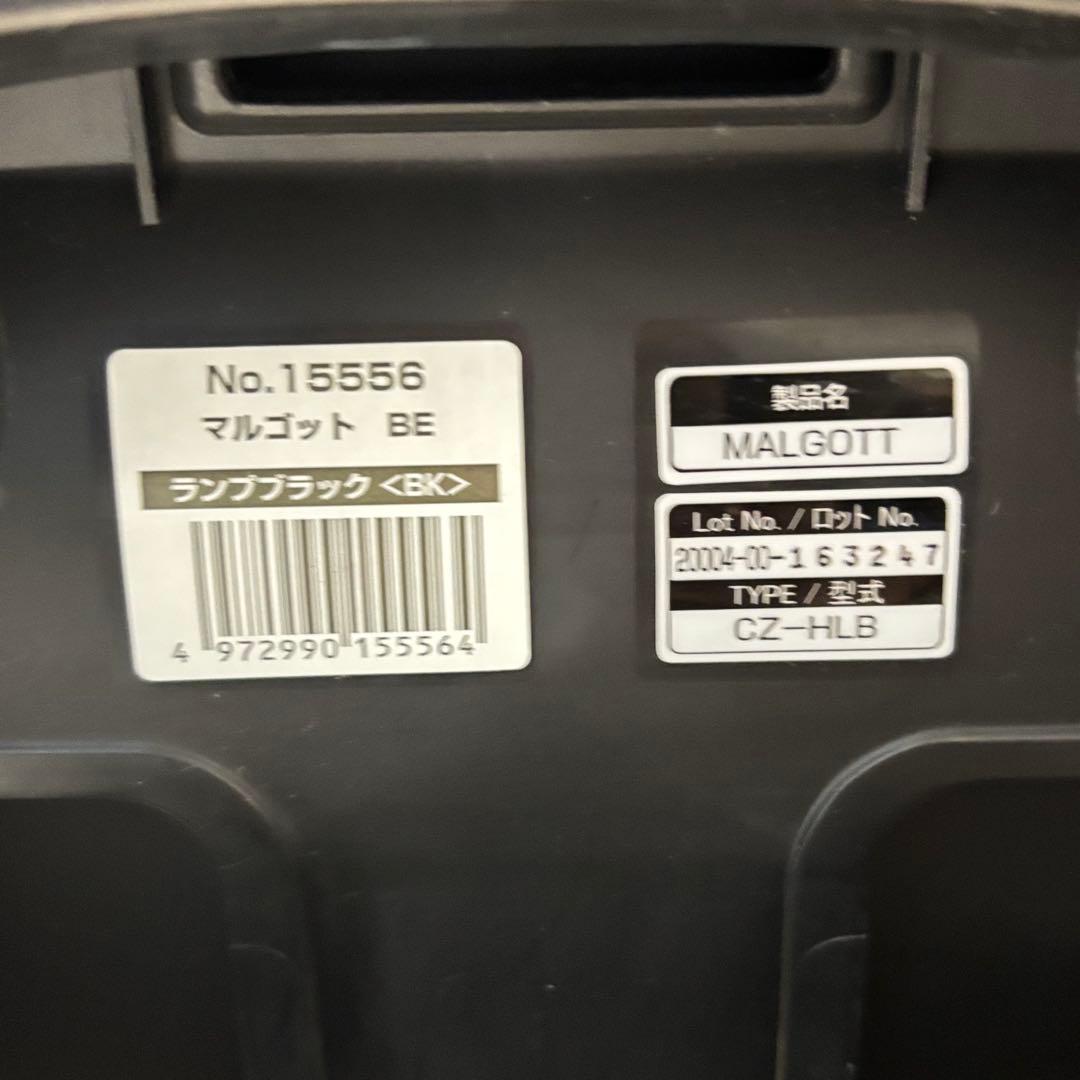 No.15556
マルゴット BE
ランプブラック<BK>
4 972990 155564
製品名
MALGOTT
Lot No. / ロット No.
20004-00-163247
TYPE / 型式
CZ-HLB